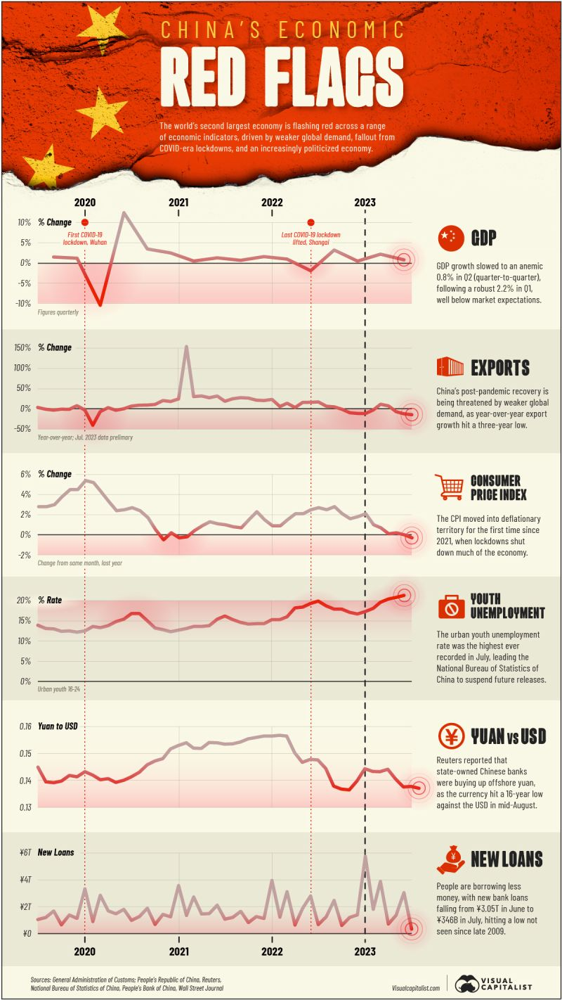 CHINA'S ECONOMIC
RED FLAGS
The world's second largest economy is flashing red across a range
of economic indicators, driven by weaker global demand, fallout from
COVID-era lockdowns, and an increasingly politicized economy.
2020
2021
2022
2023
10%
% Change
5%
0%
-5%
-10%
First COVID-19
lockdown, Wuhan
Last COVID-19 lockdown
lifted, Shangai
Figures quarterly
GDP
GDP growth slowed to an anemic
0.8% in Q2 (quarter-to-quarter),
following a robust 2.2% in Q1,
well below market expectations.
150%
% Change
100%
50%
0%
-50%
Year-over-year; Jul. 2023 data prelimary
EXPORTS
China's post-pandemic recovery is
being threatened by weaker global
demand, as year-over-year export
growth hit a three-year low.
6%
% Change
4%
2%
0%
-2%
Change from same month, last year
CONSUMER
PRICE INDEX
The CPI moved into deflationary
territory for the first time since
2021, when lockdowns shut
down much of the economy.
20%
% Rate
15%
10%
5%
0%
Urban youth 16-24
YOUTH
UNEMPLOYMENT
The urban youth unemployment
rate was the highest ever
recorded in July, leading the
National Bureau of Statistics of
China to suspend future releases.
0.16
Yuan to USD
0.15
0.14
0.13
¥
YUAN vs USD
Reuters reported that
state-owned Chinese banks
were buying up offshore yuan,
as the currency hit a 16-year low
against the USD in mid-August.
¥6T
New Loans
¥4T
¥2T
¥0
¥
NEW LOANS
People are borrowing less
money, with new bank loans
falling from ¥3.05T in June to
¥346B in July, hitting a low not
seen since late 2009.
2020
2021
2022
2023
Sources: General Administration of Customs; People's Republic of China, Reuters,
National Bureau of Statistics of China, People's Bank of China, Wall Street Journal
Visualcapitalist.com
VISUAL
CAPITALIST